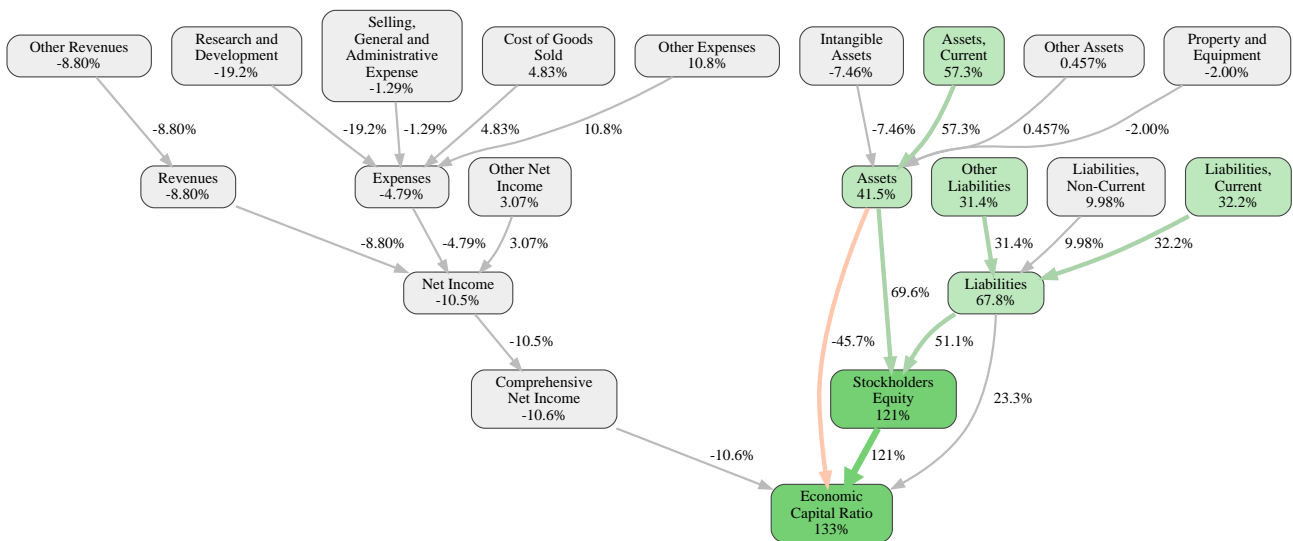 Other Revenues
-8.80%
Research and
Development
-19.2%
Selling,
General and
Administrative
Expense
-1.29%
Cost of Goods
Sold
4.83%
Other Expenses
10.8%
Intangible
Assets
-7.46%
Assets,
Current
57.3%
Other Assets
0.457%
Property and
Equipment
-2.00%
-8.80%
-19.2%
-1.29%
4.83%
10.8%
-7.46%
57.3%
0.457%
-2.00%
Revenues
-8.80%
Expenses
-4.79%
Other Net
Income
3.07%
Assets
41.5%
Other
Liabilities
31.4%
Liabilities,
Non-Current
9.98%
Liabilities,
Current
32.2%
-8.80%
-4.79%
3.07%
31.4%
9.98%
32.2%
Net Income
-10.5%
Liabilities
67.8%
69.6%
-10.5%
-45.7%
51.1%
Comprehensive
Net Income
-10.6%
Stockholders
Equity
121%
23.3%
-10.6%
121%
Economic
Capital Ratio
133%